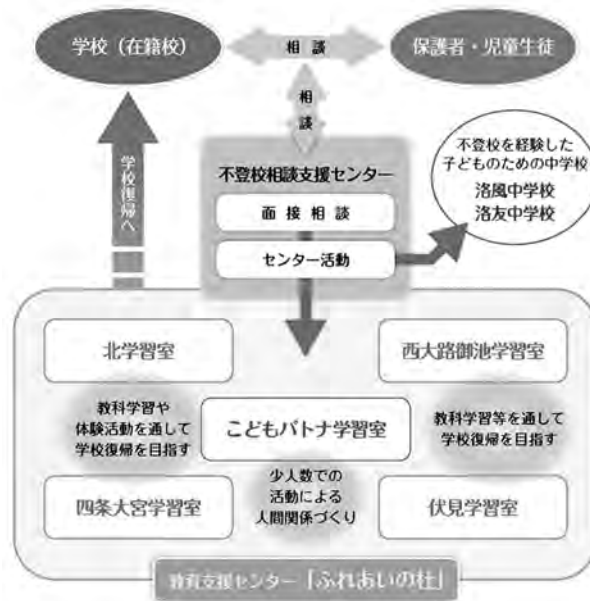 学校(在籍校)
相談
保護者・児童生徒
相
談
学校復帰へ
不登校相談支援センター
面接相談
センター活動
不登校を経験した
子どものための中学校
洛風中学校
洛友中学校
北学習室
西大路御池学習室
教科学習や
体験活動を通して
学校復帰を目指す
こどもパトナ学習室
教科学習等を通して
学校復帰を目指す
四条大宮学習室
少人数での
活動による
人間関係づくり
伏見学習室
教育支援センター「ふれあいの杜」